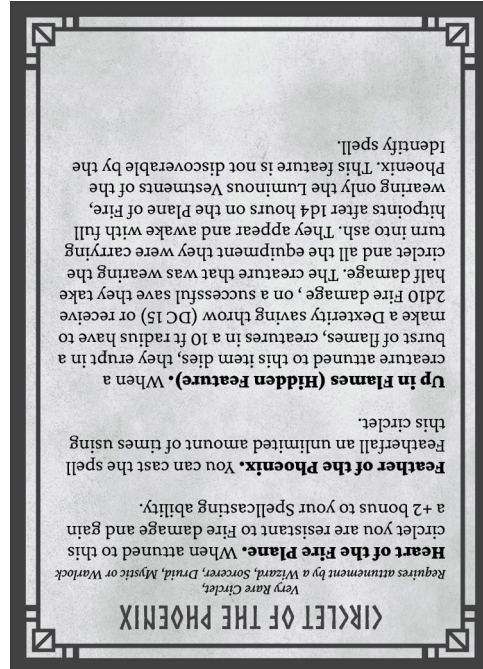 CIRCLET OF THE PHOENIX
Very Rare Circlet,
Requires attunement by a Wizard, Sorcerer, Druid, Mystic or Warlock
Heart of the Fire Plane. When attuned to this
circlet you are resistant to Fire damage and gain
a +2 bonus to your Spellcasting ability.
Feather of the Phoenix. You can cast the spell
Featherfall an unlimited amount of times using
this circlet.
Up in Flames (Hidden Feature). When a
creature attuned to this item dies, they erupt in a
burst of flames, creatures in a 10 ft radius have to
make a Dexterity saving throw (DC 15) or receive
2d10 Fire damage , on a successful save they take
half damage. The creature that was wearing the
circlet and all the equipment they were carrying
turn into ash. They appear and awake with full
hitpoints after 1d4 hours on the Plane of Fire,
wearing only the Luminous Vestments of the
Phoenix. This feature is not discoverable by the
Identify spell.